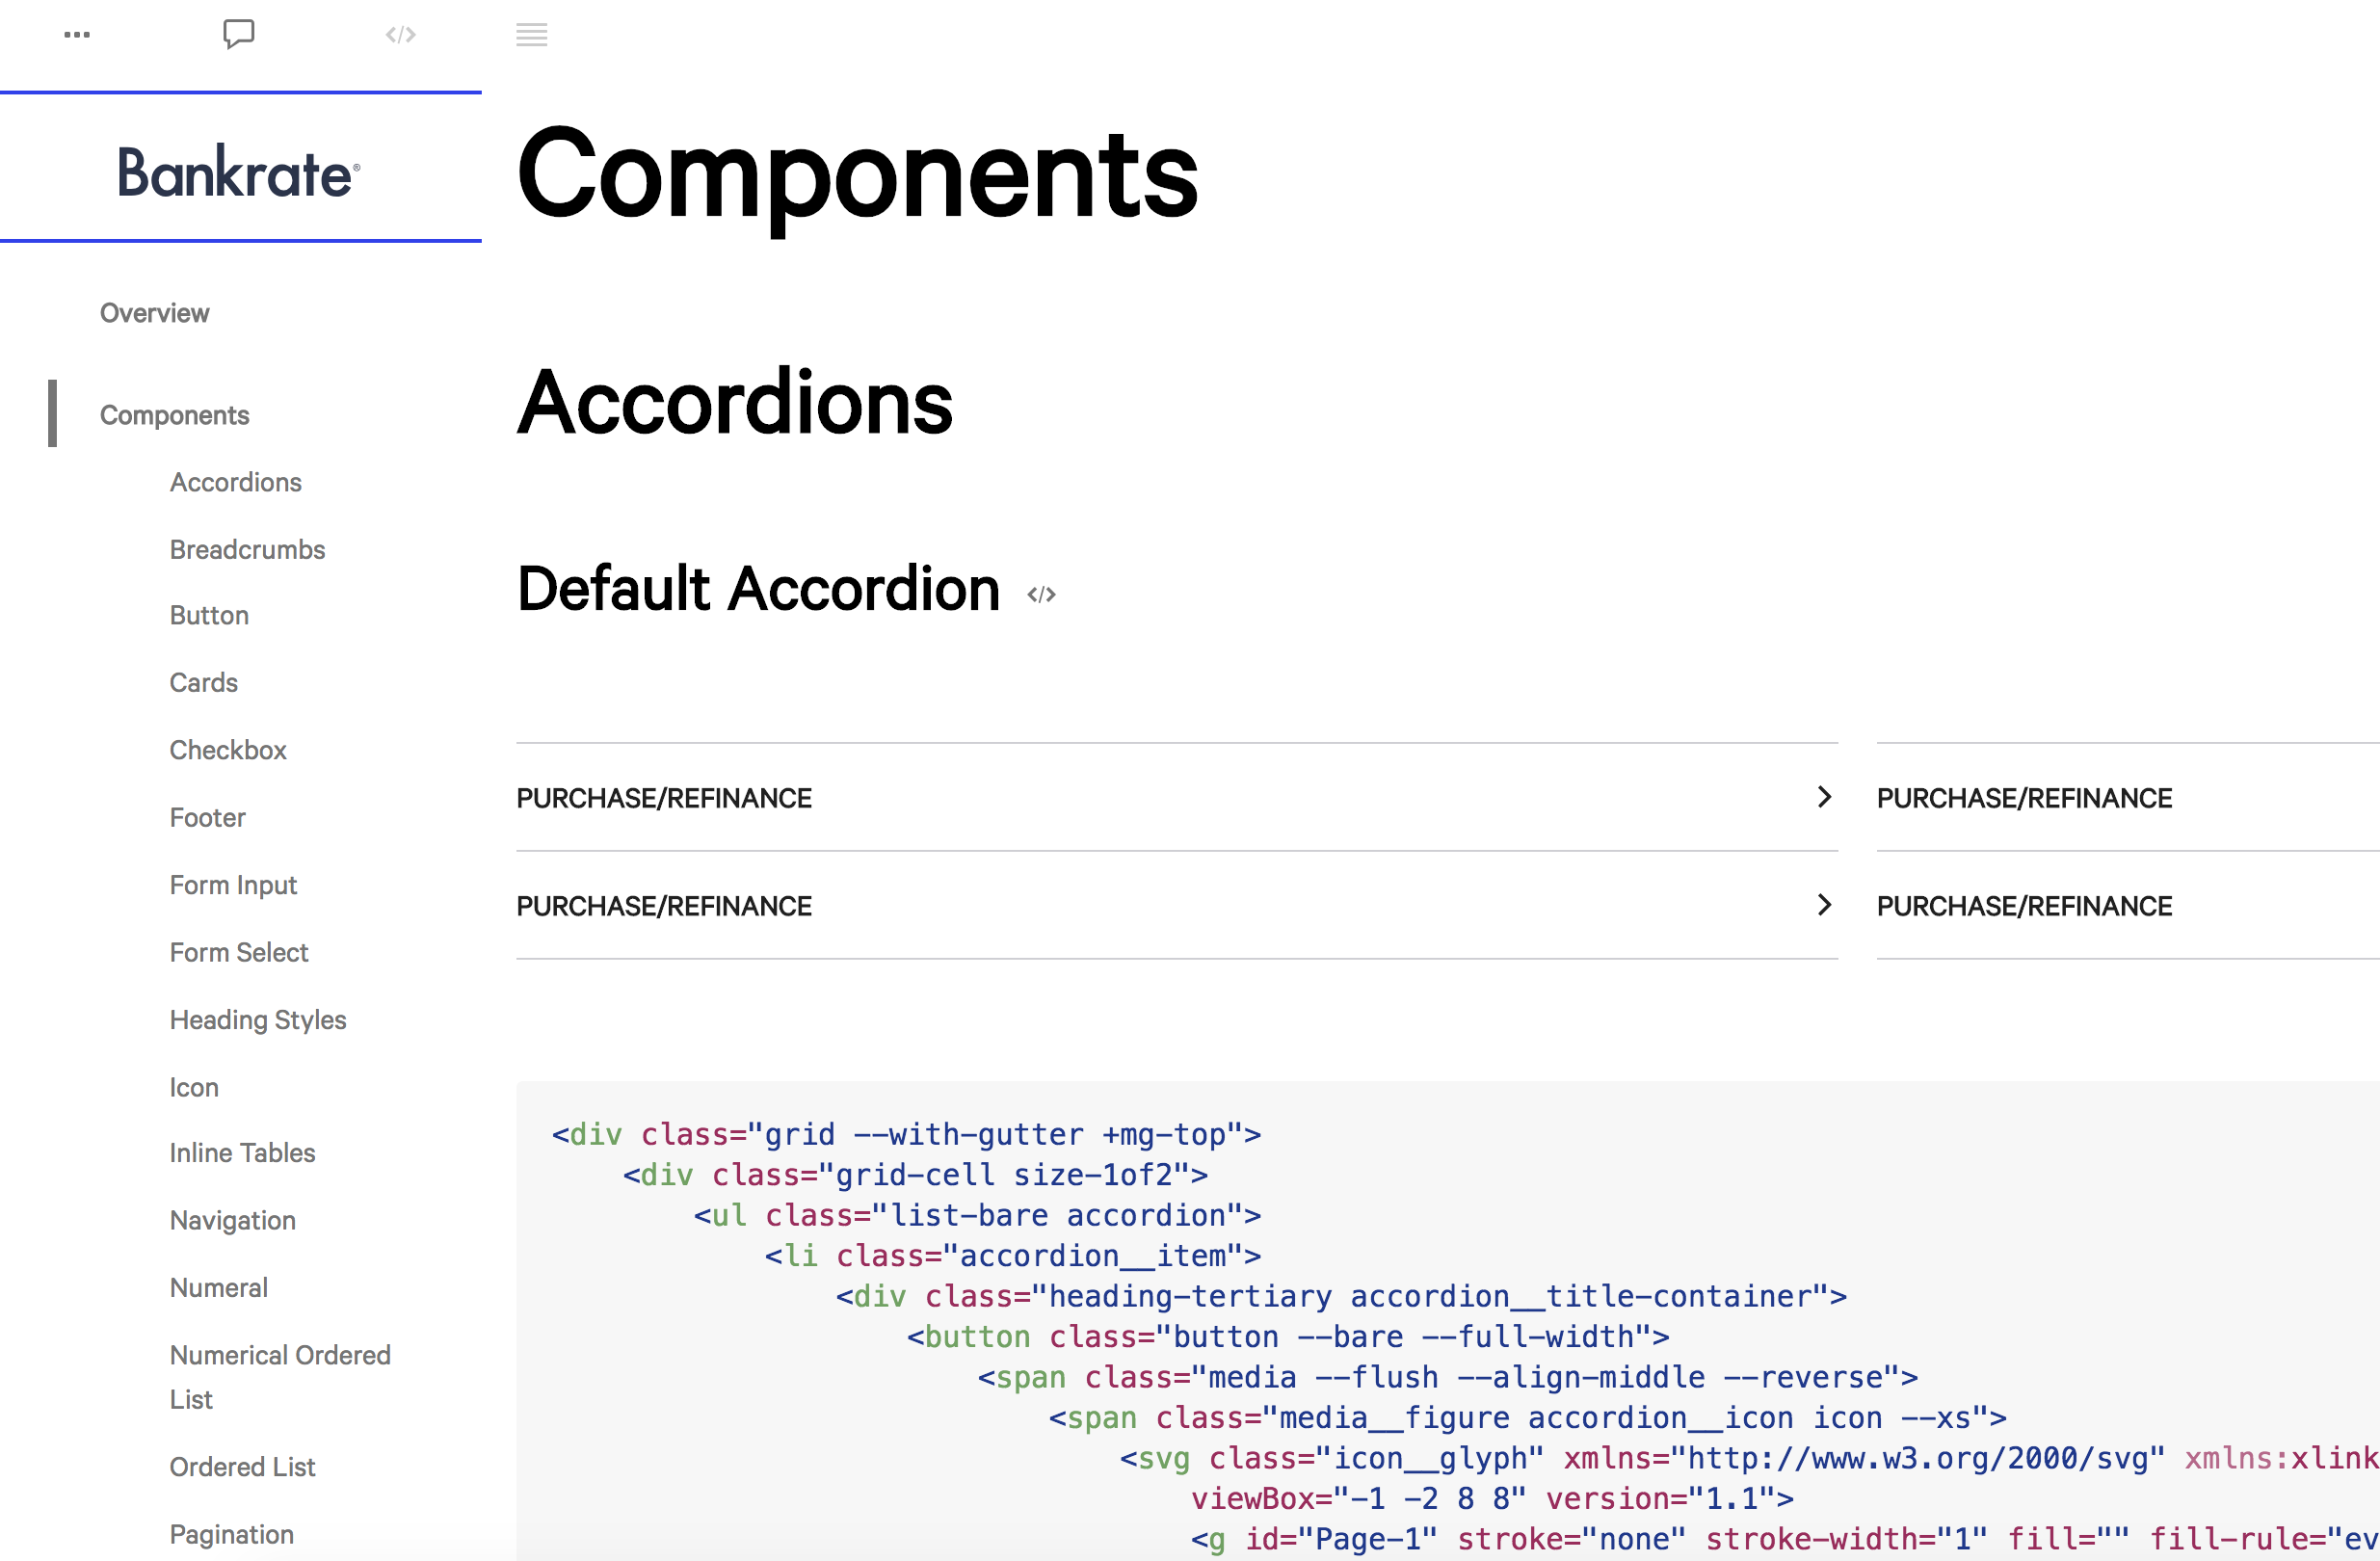 Bankrate®
Overview
Components
Accordions
Breadcrumbs
Button
Cards
Checkbox
Footer
Form Input
Form Select
Heading Styles
Icon
Inline Tables
Navigation
Numeral
Numerical Ordered
List
Ordered List
Pagination
Components
Accordions
Default Accordion </>
PURCHASE/REFINANCE
PURCHASE/REFINANCE
PURCHASE/REFINANCE
PURCHASE/REFINANCE
<div class="grid --with-gutter +mg-top">
<div class="grid-cell size-1of2">
<ul class="list-bare accordion">
<li class="accordion__item">
<div class="heading-tertiary accordion__title-container">
<button class="button --bare --full-width">
<span class="media --flush --align-middle --reverse">
<span class="media__figure accordion__icon icon --xs">
<svg class="icon__glyph" xmlns="http://www.w3.org/2000/svg" xmlns:xlink
viewBox="-1 -2 8 8" version="1.1">
<g id="Page-1" stroke="none" stroke-width="1" fill="" fill-rule="ev